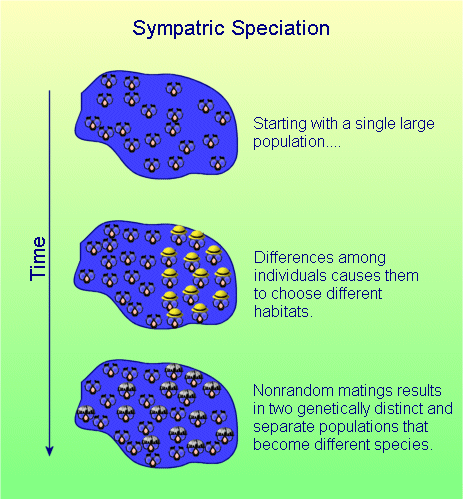 Sympatric Speciation
Starting with a single large
population....
Time
Differences among
individuals causes them
to choose different
habitats.
Nonrandom matings results
in two genetically distinct and
separate populations that
become different species.